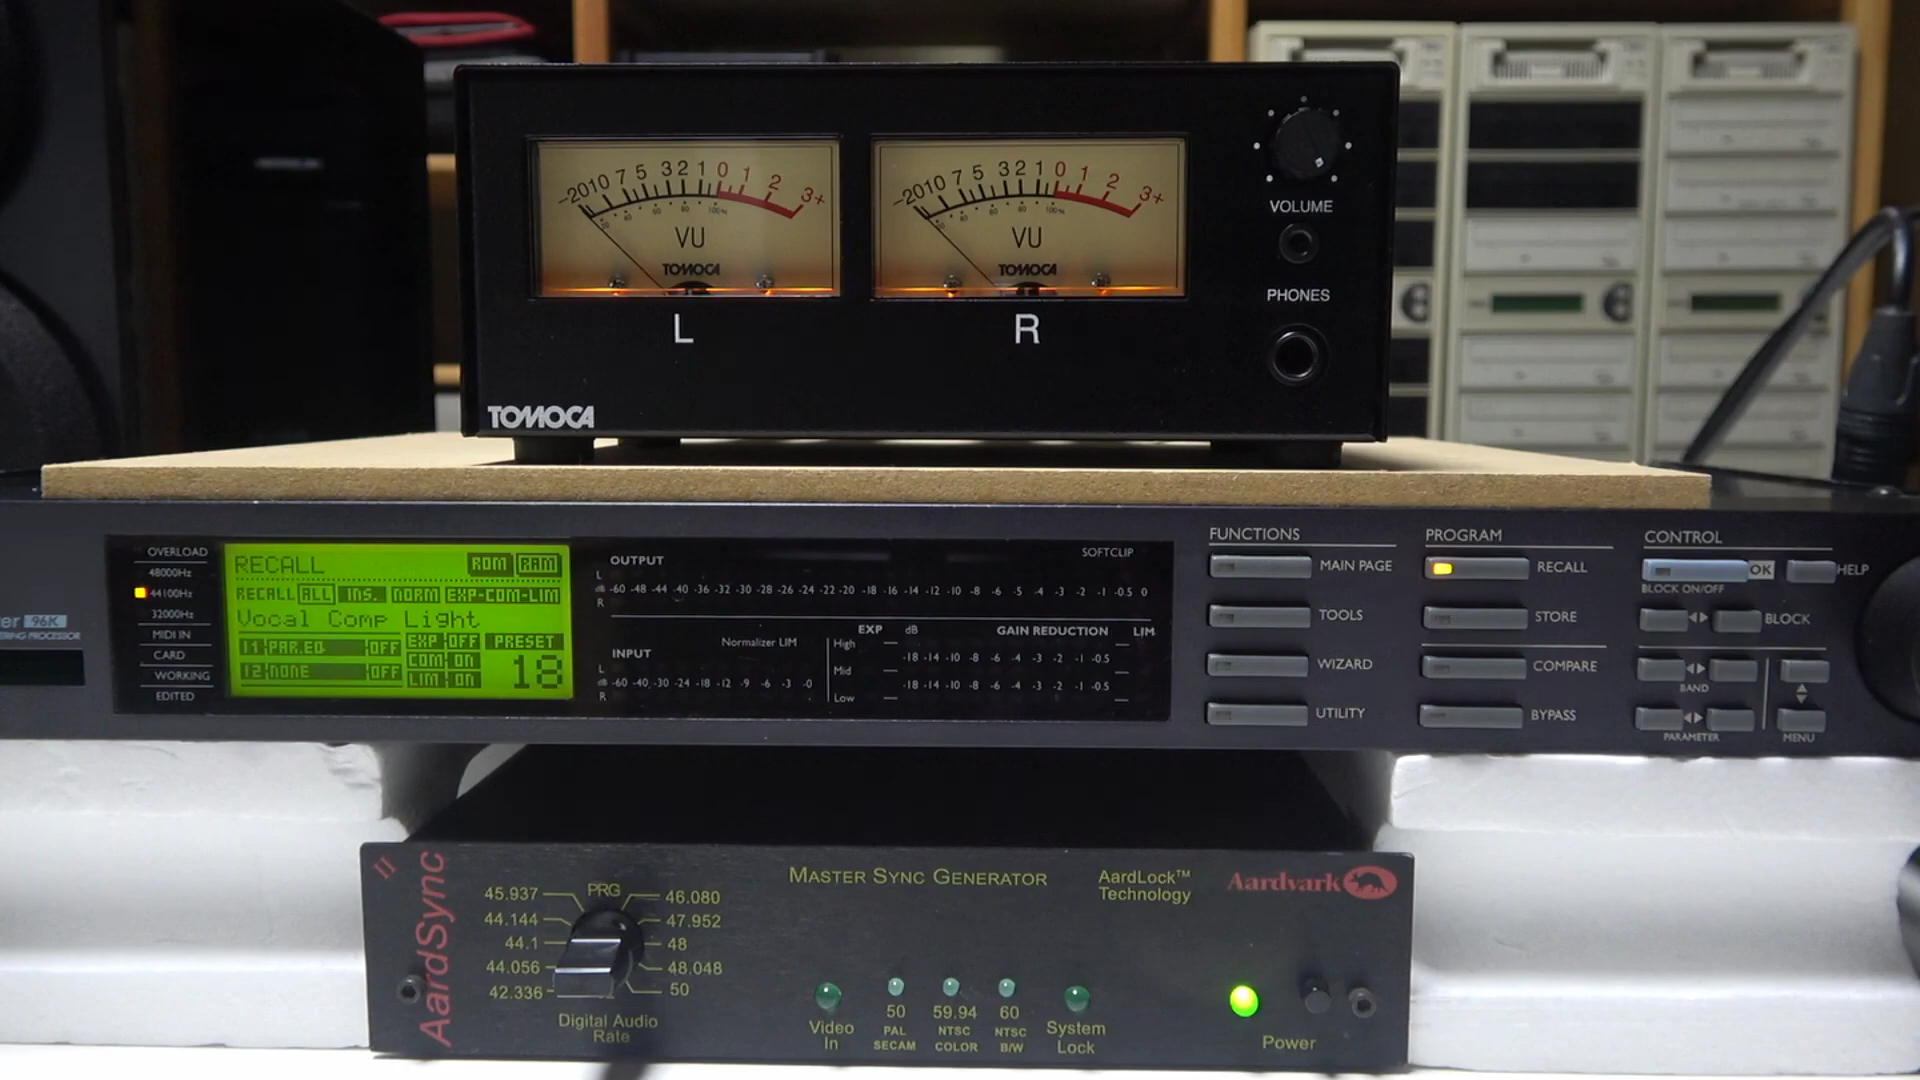 -20 10 7 5 3 2 1 0 1 2 3+
VU
TOMOCA
L
-20 10 7 5 3 2 1 0 1 2 3+
VU
TOMOCA
R
VOLUME
PHONES
TOMOCA
96K
OVERLOAD
48000Hz
44100Hz
32000Hz
MIDI IN
CARD
WORKING
EDITED
RECALL ROM RAM
RECALL ALL INS. NORM EXP-COM-LIM
Vocal Comp Light
I1 PAR.EQ OFF EXP OFF PRESET
COM ON
I2 NONE OFF LIM ON
18
OUTPUT SOFTCLIP
L
dB -60 -48 -44 -40 -36 -32 -30 -28 -26 -24 -22 -20 -18 -16 -14 -12 -10 -8 -6 -5 -4 -3 -2 -1 -0.5 0
R
INPUT Normalizer LIM
L
dB -60 -40 -30 -24 -18 -12 -9 -6 -3 -0
R
EXP dB GAIN REDUCTION LIM
High
-18 -14 -10 -8 -6 -4 -3 -2 -1 -0.5
Mid
-18 -14 -10 -8 -6 -4 -3 -2 -1 -0.5
Low
FUNCTIONS
MAIN PAGE
TOOLS
WIZARD
UTILITY
PROGRAM
RECALL
STORE
COMPARE
BYPASS
CONTROL
OK
HELP
BLOCK ON/OFF
BLOCK
BAND
PARAMETER
MENU
AardSync II
PRG
45.937
44.144
44.1
44.056
42.336
46.080
47.952
48
48.048
50
Digital Audio
Rate
MASTER SYNC GENERATOR
AardLock™
Technology
Aardvark
Video
In
50
PAL
SECAM
59.94
NTSC
COLOR
60
NTSC
B/W
System
Lock
Power